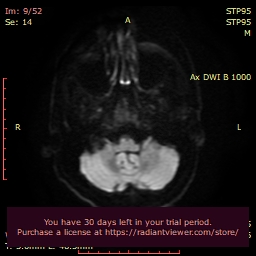 Im: 9/52
Se: 14
STP95
STP95
M
A
Ax DWI B 1000
R
L
You have 30 days left in your trial period.
Purchase a license at https://radiantviewer.com/store/